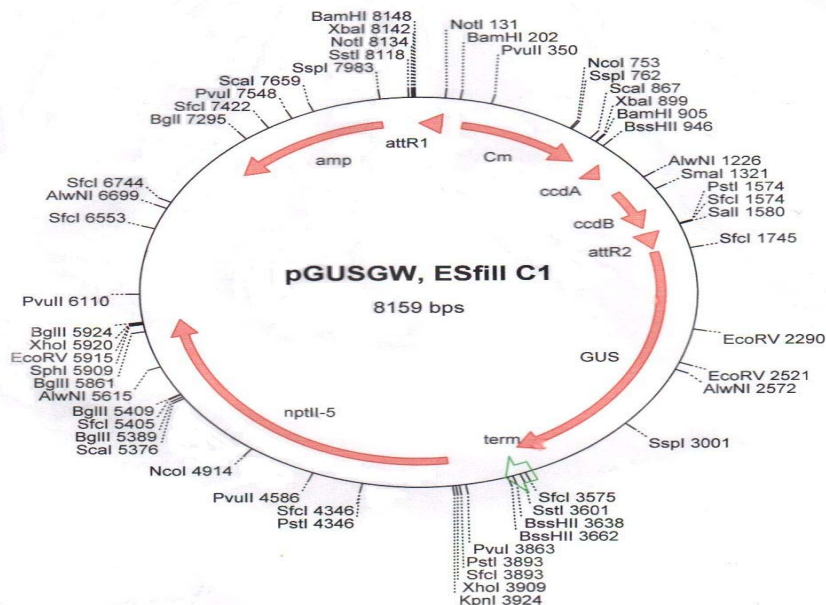 BamHI 8148
XbaI 8142
NotI 8134
SstI 8118
SspI 7983
ScaI 7659
PvuI 7548
SfcI 7422
BglI 7295
SfcI 6744
AlwNI 6699
SfcI 6553
PvuII 6110
BglII 5924
XhoI 5920
EcoRV 5915
SphI 5909
BglII 5861
AlwNI 5615
BglII 5409
SfcI 5405
BglII 5389
ScaI 5376
NcoI 4914
PvuII 4586
SfcI 4346
PstI 4346
NotI 131
BamHI 202
PvuII 350
NcoI 753
SspI 762
ScaI 867
XbaI 899
BamHI 905
BssHII 946
AlwNI 1226
SmaI 1321
PstI 1574
SfcI 1574
SalI 1580
SfcI 1745
EcoRV 2290
EcoRV 2521
AlwNI 2572
SspI 3001
SfcI 3575
SstI 3601
BssHII 3638
BssHII 3662
PvuI 3863
PstI 3893
SfcI 3893
XhoI 3909
KpnI 3924
amp
attR1
Cm
ccdA
ccdB
attR2
GUS
term
nptII-5
pGUSGW, ESfiII C1
8159 bps